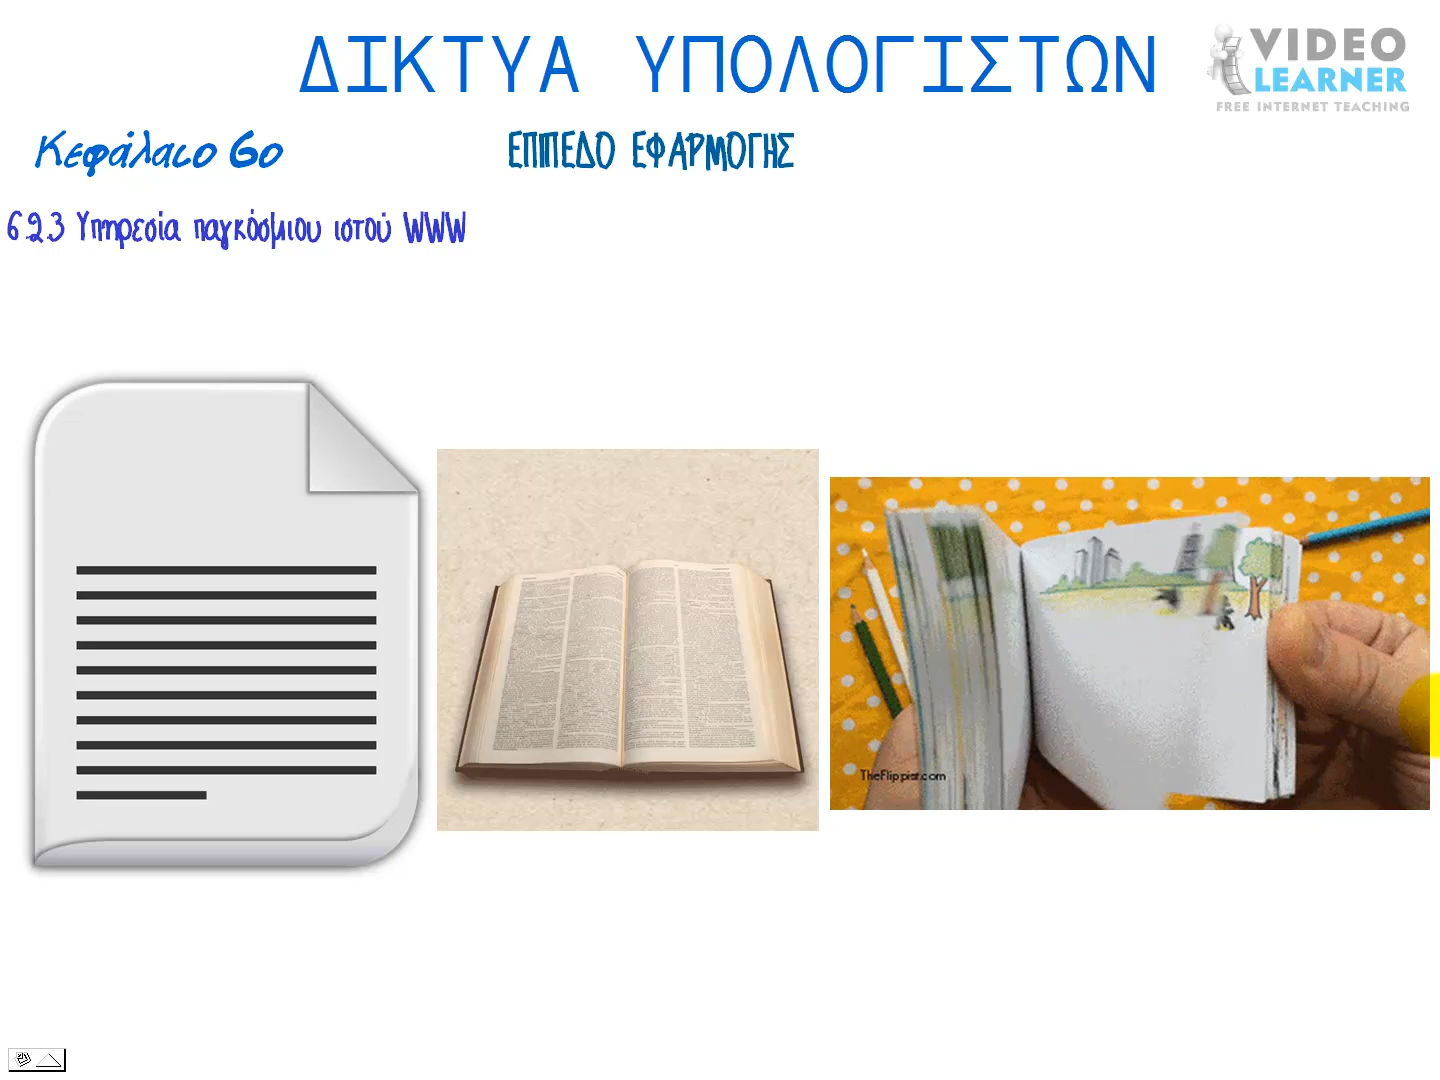 ΔΙΚΤΥΑ ΥΠΟΛΟΓΙΣΤΩΝ
VIDEO
LEARNER
FREE INTERNET TEACHING
Κεφάλαιο 6ο
ΕΠΙΠΕΔΟ ΕΦΑΡΜΟΓΗΣ
6.2.3 Υπηρεσία παγκόσμιου ιστού WWW
TheFlippist.com